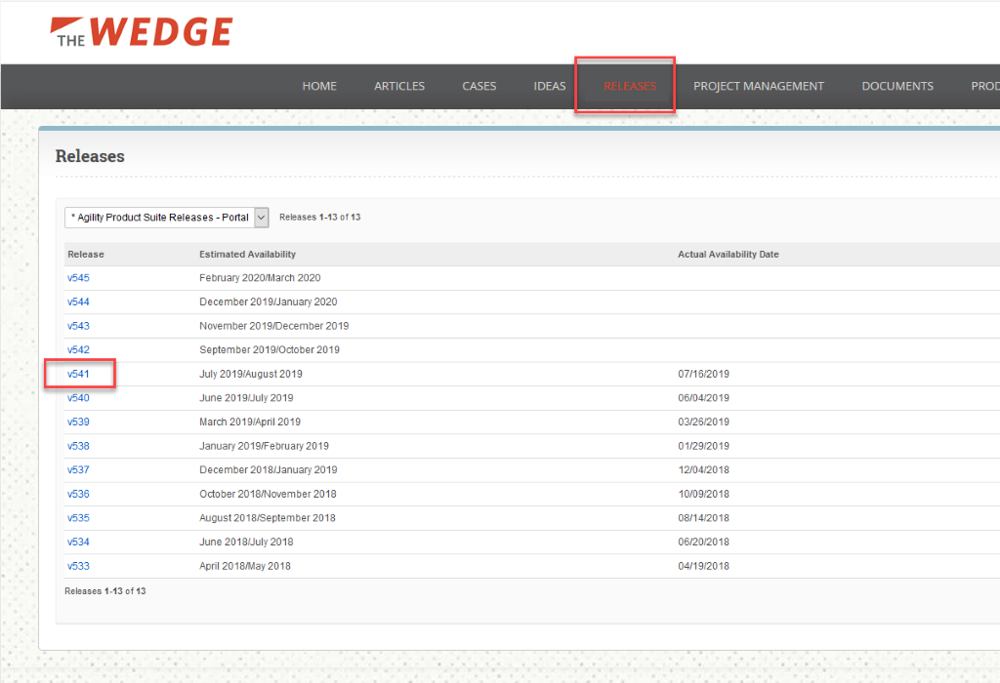 THE WEDGE
HOME ARTICLES CASES IDEAS RELEASES PROJECT MANAGEMENT DOCUMENTS PROD
Releases
* Agility Product Suite Releases - Portal Releases 1-13 of 13
Release Estimated Availability Actual Availability Date
v545 February 2020/March 2020
v544 December 2019/January 2020
v543 November 2019/December 2019
v542 September 2019/October 2019
v541 July 2019/August 2019 07/16/2019
v540 June 2019/July 2019 06/04/2019
v539 March 2019/April 2019 03/26/2019
v538 January 2019/February 2019 01/29/2019
v537 December 2018/January 2019 12/04/2018
v536 October 2018/November 2018 10/09/2018
v535 August 2018/September 2018 08/14/2018
v534 June 2018/July 2018 06/20/2018
v533 April 2018/May 2018 04/19/2018
Releases 1-13 of 13